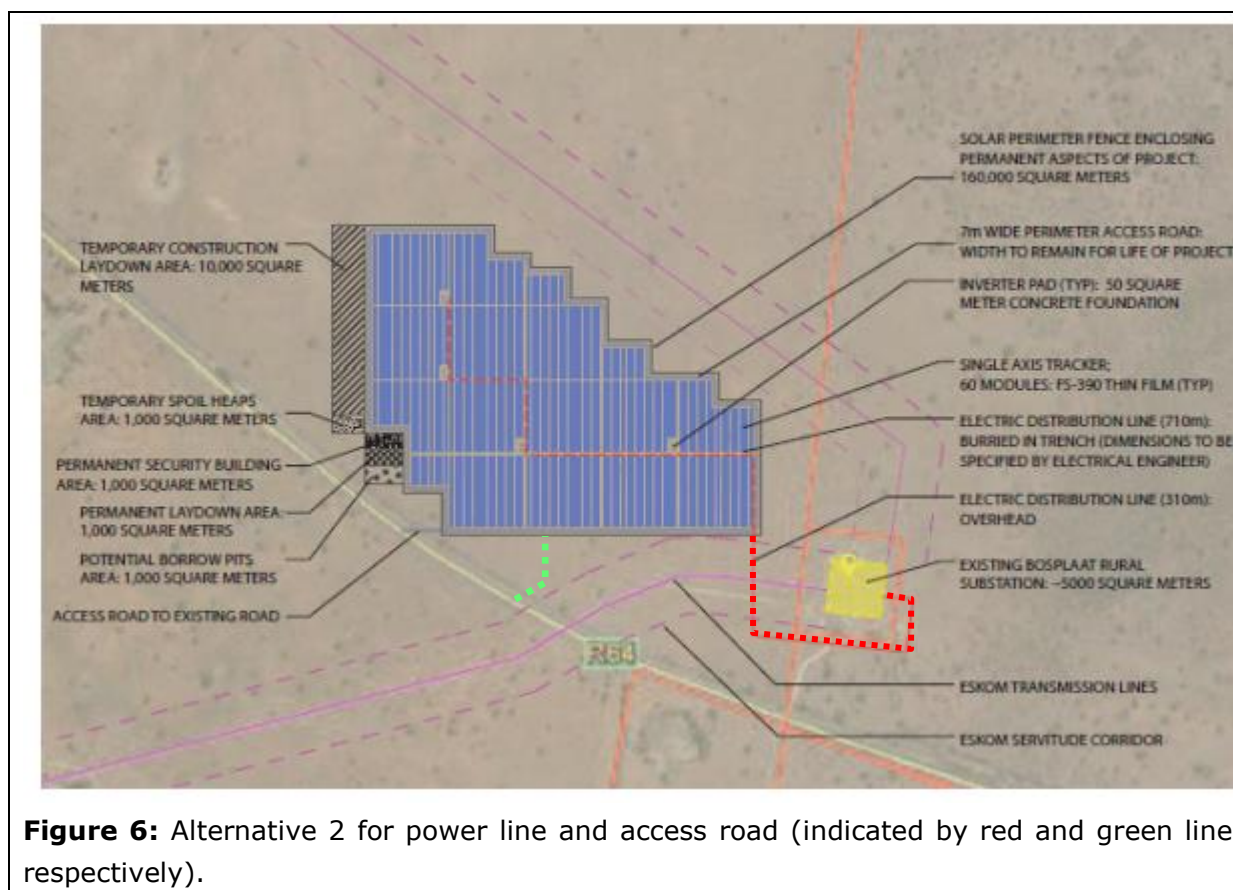 TEMPORARY CONSTRUCTION
LAYDOWN AREA: 10,000 SQUARE
METERS
TEMPORARY SPOIL HEAPS
AREA: 1,000 SQUARE METERS
PERMANENT SECURITY BUILDING
AREA: 1,000 SQUARE METERS
PERMANENT LAYDOWN AREA:
1,000 SQUARE METERS
POTENTIAL BORROW PITS
AREA: 1,000 SQUARE METERS
ACCESS ROAD TO EXISTING ROAD
R64
SOLAR PERIMETER FENCE ENCLOSING
PERMANENT ASPECTS OF PROJECT:
160,000 SQUARE METERS
7m WIDE PERIMETER ACCESS ROAD:
WIDTH TO REMAIN FOR LIFE OF PROJECT
INVERTER PAD (TYP): 50 SQUARE
METER CONCRETE FOUNDATION
SINGLE AXIS TRACKER;
60 MODULES: FS-390 THIN FILM (TYP)
ELECTRIC DISTRIBUTION LINE (710m):
BURRIED IN TRENCH (DIMENSIONS TO BE
SPECIFIED BY ELECTRICAL ENGINEER)
ELECTRIC DISTRIBUTION LINE (310m):
OVERHEAD
EXISTING BOSPLAAT RURAL
SUBSTATION: ~5000 SQUARE METERS
ESKOM TRANSMISSION LINES
ESKOM SERVITUDE CORRIDOR
Figure 6: Alternative 2 for power line and access road (indicated by red and green line
respectively).